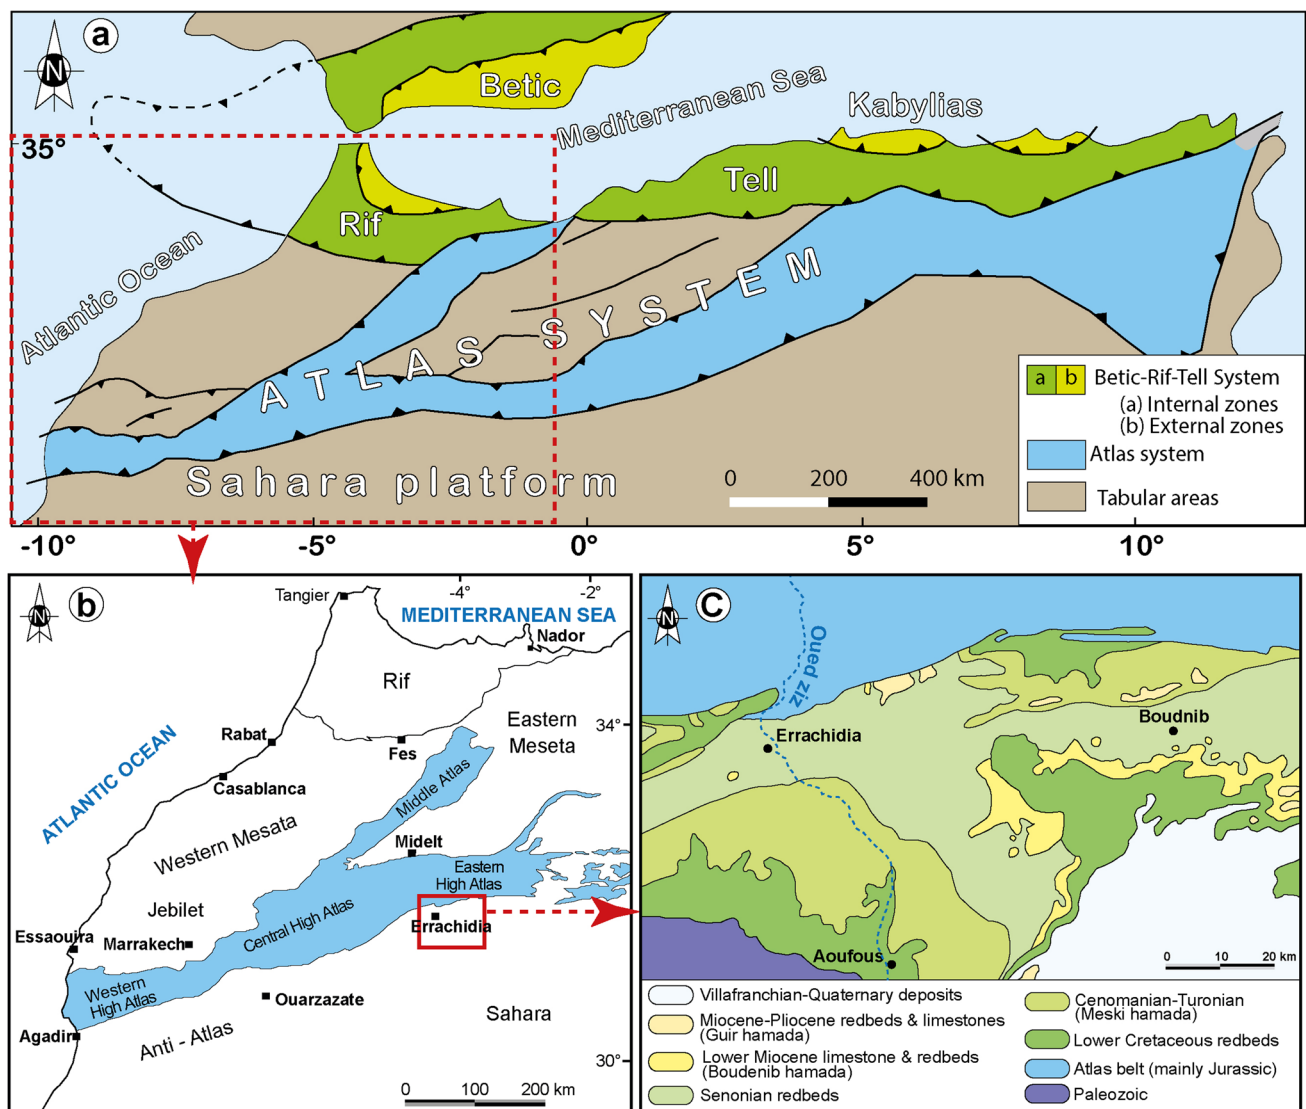 a
N
Betic
Mediterranean Sea
Kabylias
35°
Tell
Rif
Atlantic Ocean
ATLAS SYSTEM
Sahara platform
a b Betic-Rif-Tell System
(a) Internal zones
(b) External zones
Atlas system
Tabular areas
0 200 400 km
-10° -5° 0° 5° 10°
b
N
-4° -2°
Tangier
MEDITERRANEAN SEA
Nador
Rif
Eastern
Meseta
34°
Rabat
Fes
ATLANTIC OCEAN
Casablanca
Middle Atlas
Western Mesata
Midelt
Eastern
High Atlas
Jebilet
Central High Atlas
Errachidia
Essaouira
Marrakech
Western
High Atlas
Ouarzazate
Sahara
Agadir
Anti - Atlas
30°
0 100 200 km
C
N
Oued ziz
Boudnib
Errachidia
Aoufous
0 10 20 km
Villafranchian-Quaternary deposits
Miocene-Pliocene redbeds & limestones
(Guir hamada)
Lower Miocene limestone & redbeds
(Boudenib hamada)
Senonian redbeds
Cenomanian-Turonian
(Meski hamada)
Lower Cretaceous redbeds
Atlas belt (mainly Jurassic)
Paleozoic